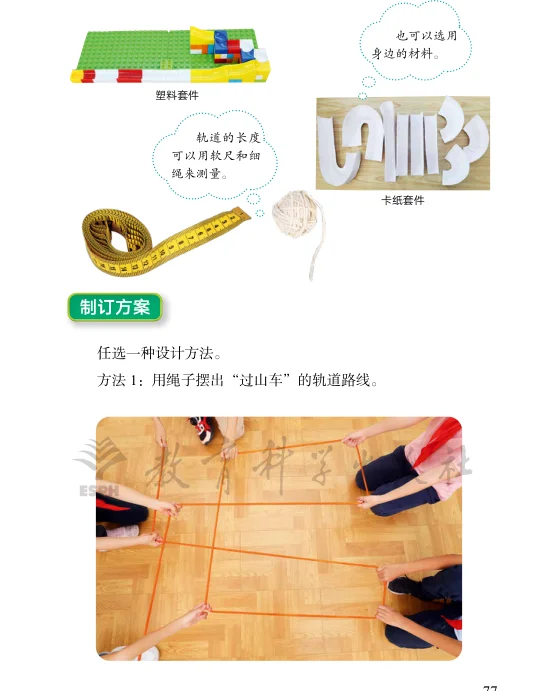 也可以选用
身边的材料。
塑料套件
轨道的长度
可以用软尺和细
绳来测量。
卡纸套件
制订方案
任选一种设计方法。
方法 1：用绳子摆出“过山车”的轨道路线。
教育科学出版社
ESPH
77